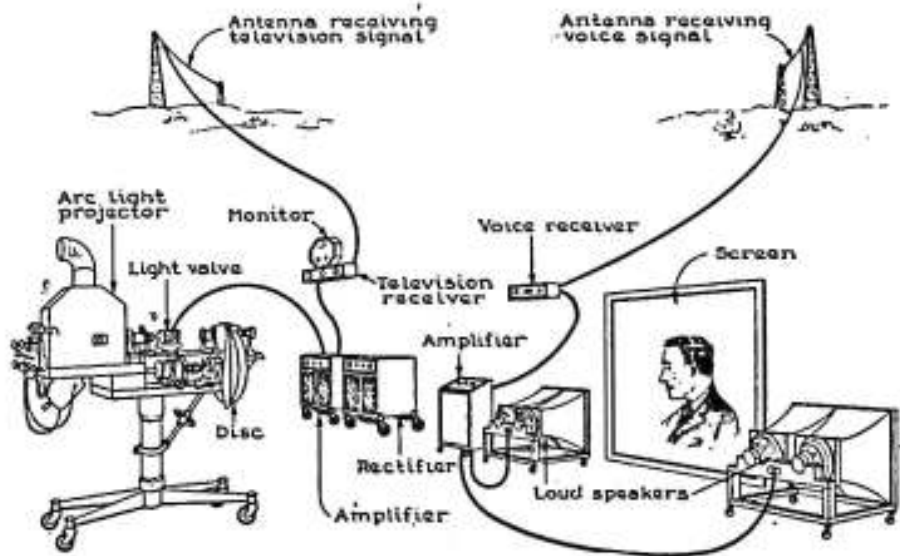 Antenna receiving
television signal
Antenna receiving
voice signal
Arc light
projector
Monitor
Voice receiver
Screen
Light valve
Television
receiver
Amplifier
Disc
Rectifier
Loud speakers
Amplifier